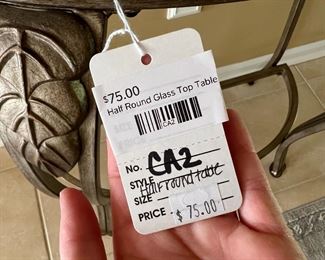 $75.00
Half Round Glass Top Table
CA2
NO. CA2
STYLE
Half round table
SIZE
PRICE $75.00